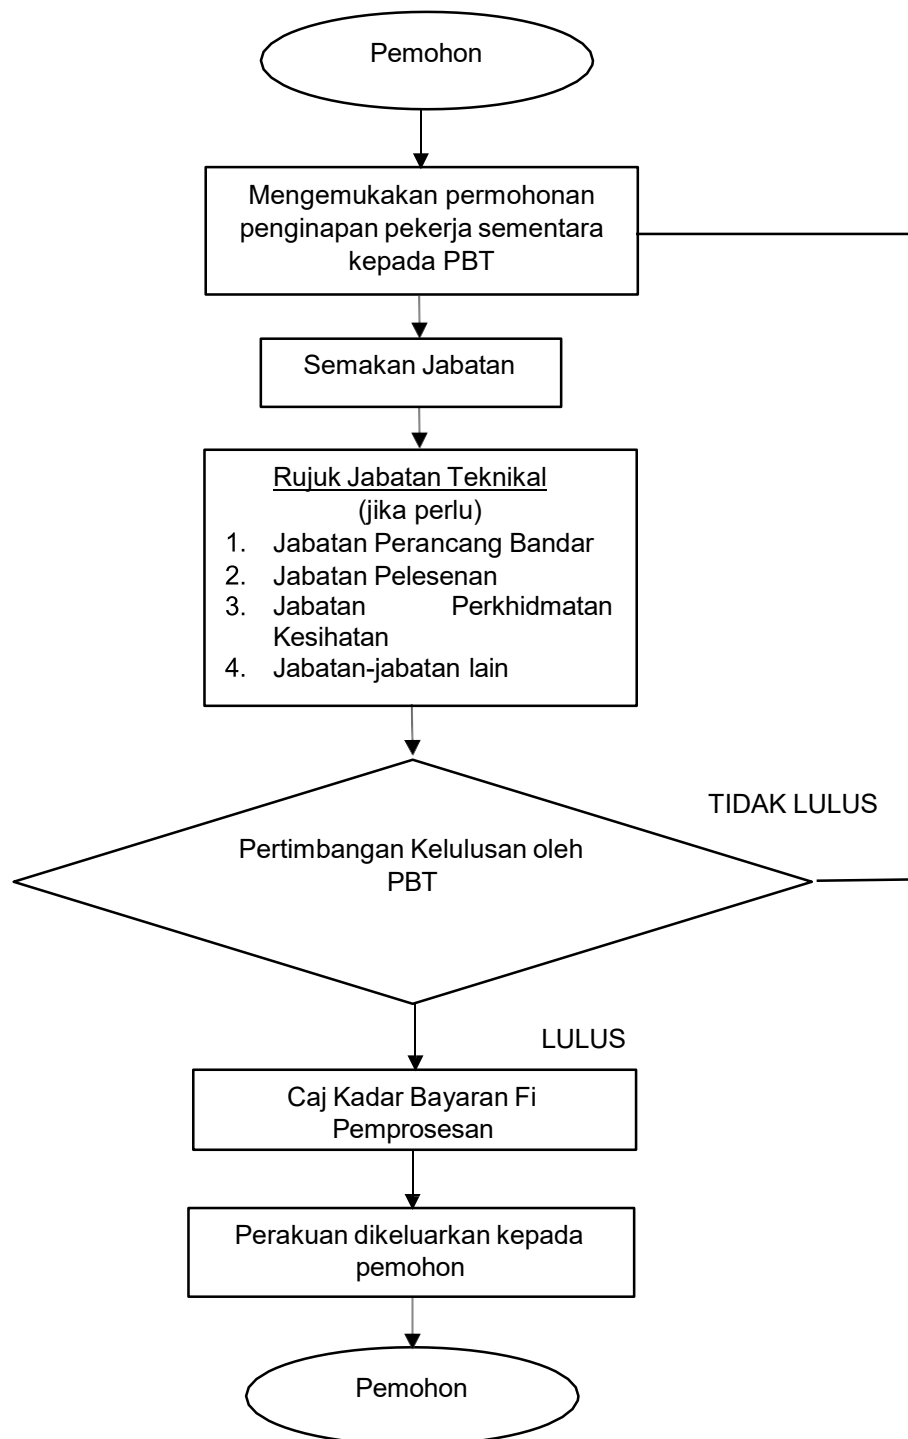 Pemohon
Mengemukakan permohonan
penginapan pekerja sementara
kepada PBT
Semakan Jabatan
Rujuk Jabatan Teknikal
(jika perlu)
1. Jabatan Perancang Bandar
2. Jabatan Pelesenan
3. Jabatan Perkhidmatan
Kesihatan
4. Jabatan-jabatan lain
TIDAK LULUS
Pertimbangan Kelulusan oleh
PBT
LULUS
Caj Kadar Bayaran Fi
Pemprosesan
Perakuan dikeluarkan kepada
pemohon
Pemohon